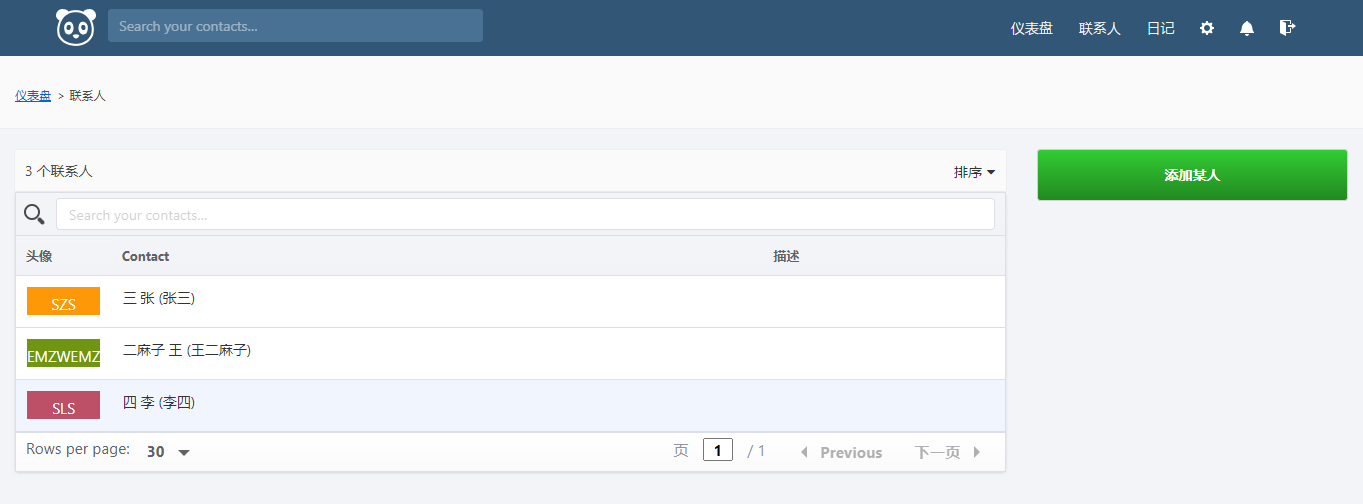 Search your contacts...
仪表盘 联系人 日记
仪表盘 > 联系人
3 个联系人 排序
添加某人
Search your contacts...
头像 Contact 描述
SZS 三 张 (张三)
EMZWEMZ 二麻子 王 (王二麻子)
SLS 四 李 (李四)
Rows per page: 30 页 1 / 1 Previous 下一页